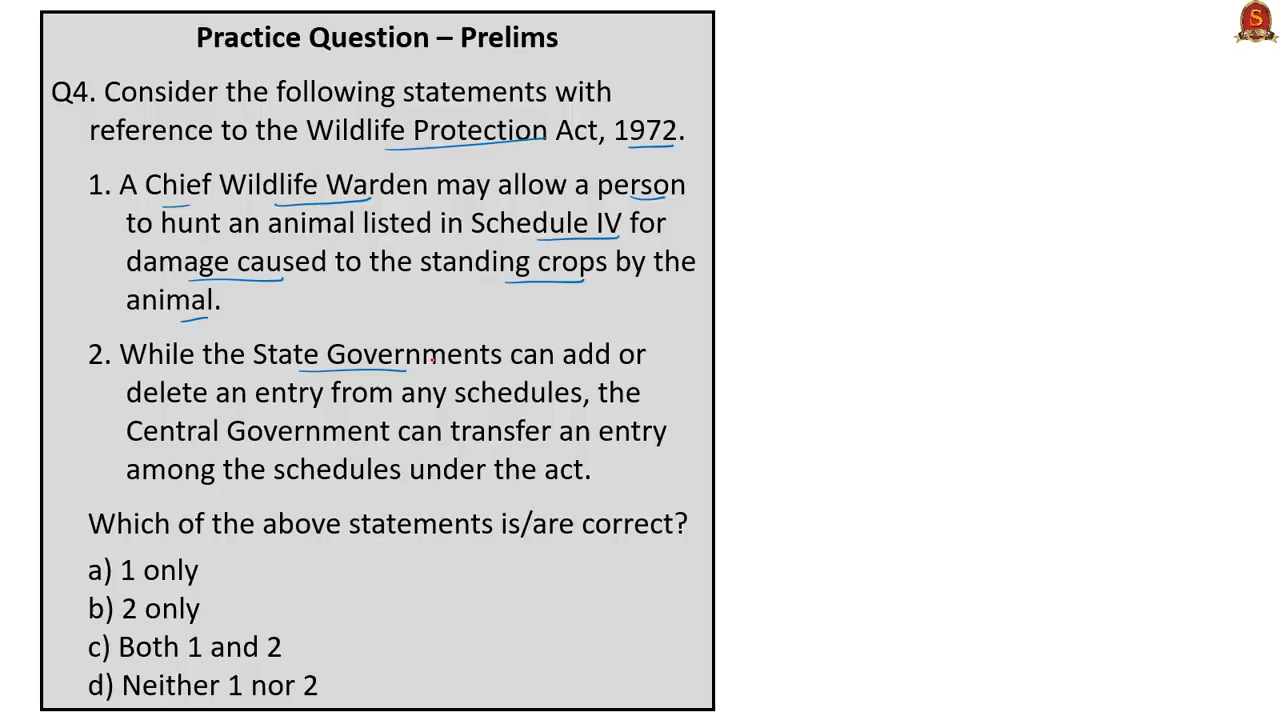 Practice Question – Prelims
Q4. Consider the following statements with
reference to the Wildlife Protection Act, 1972.
1. A Chief Wildlife Warden may allow a person
to hunt an animal listed in Schedule IV for
damage caused to the standing crops by the
animal.
2. While the State Governments can add or
delete an entry from any schedules, the
Central Government can transfer an entry
among the schedules under the act.
Which of the above statements is/are correct?
a) 1 only
b) 2 only
c) Both 1 and 2
d) Neither 1 nor 2
S